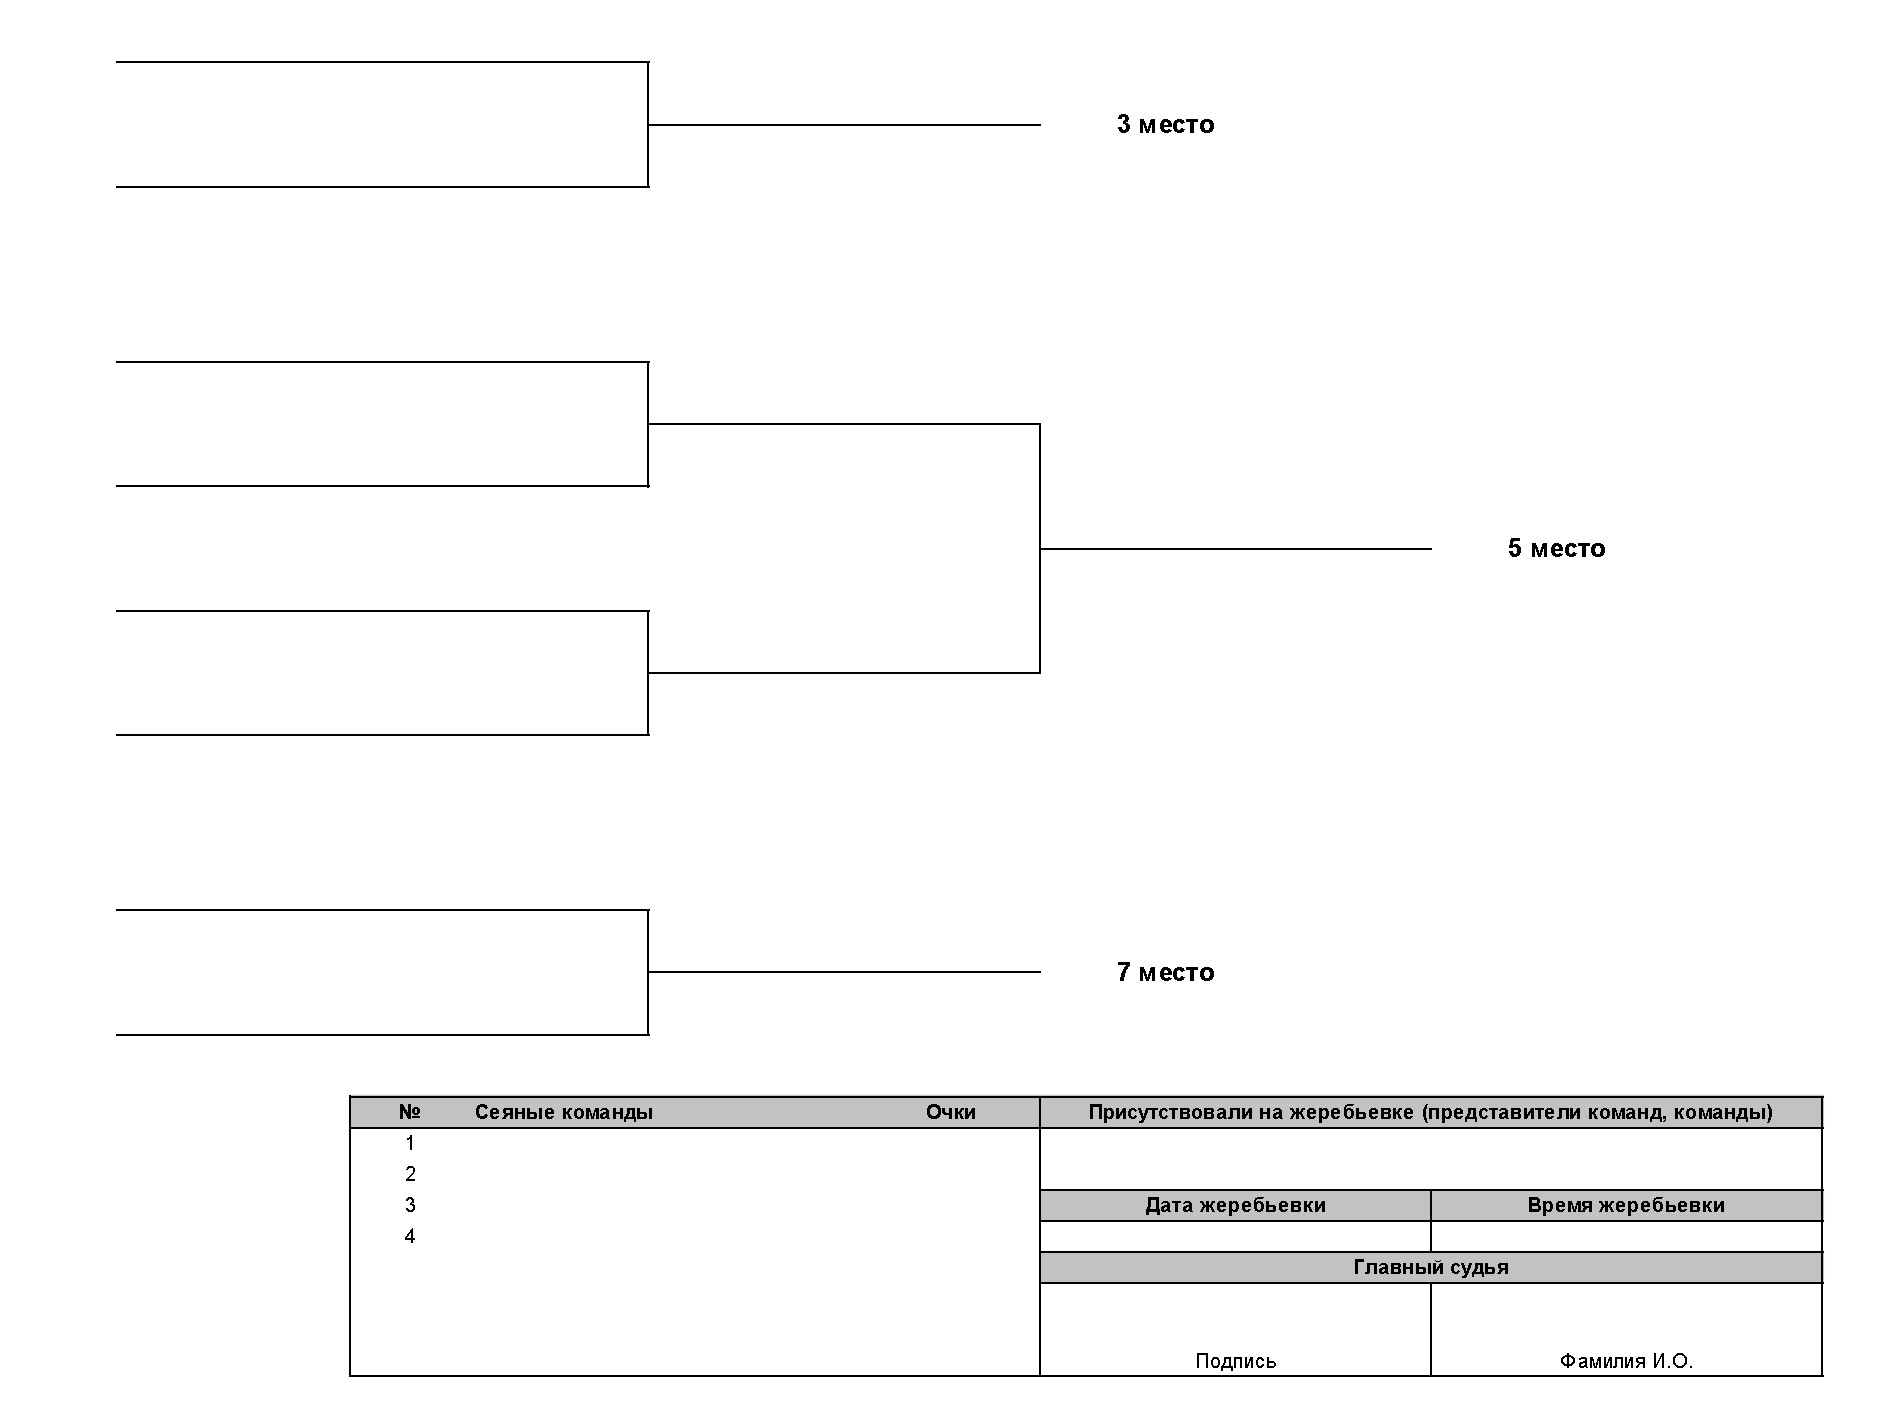 3 место
5 место
7 место
№ Сеяные команды Очки Присутствовали на жеребьевке (представители команд, команды)
1
2
3 Дата жеребьевки Время жеребьевки
4
Главный судья
Подпись Фамилия И.О.